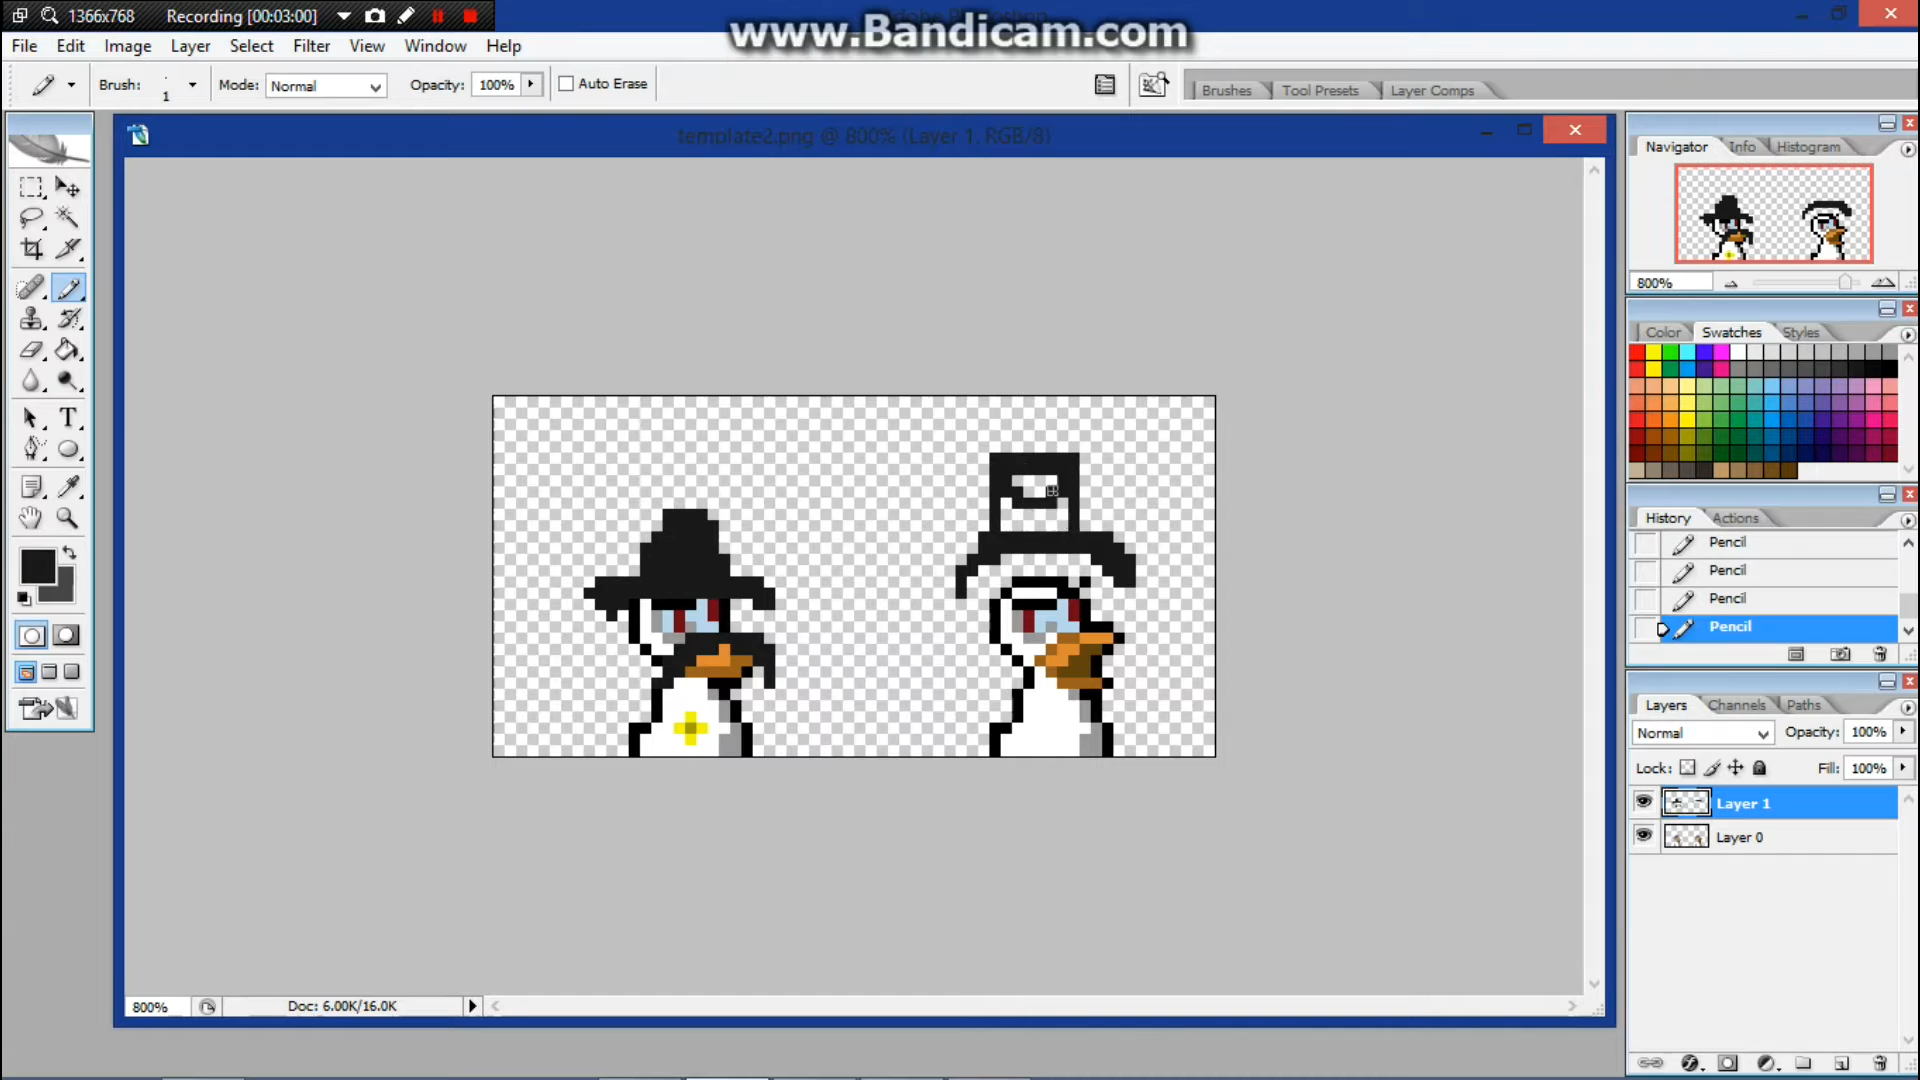 1366x768 Recording [00:03:00]
www.Bandicam.com
File Edit Image Layer Select Filter View Window Help
Brush: 1 Mode: Normal Opacity: 100% Auto Erase
Brushes Tool Presets Layer Comps
template2.png @ 800% (Layer 1, RGB/8)
Navigator Info Histogram
800%
Color Swatches Styles
History Actions
Pencil
Pencil
Pencil
Pencil
T
Layers Channels Paths
Normal Opacity: 100%
Lock: Fill: 100%
Layer 1
Layer 0
800% Doc: 6.00K/16.0K